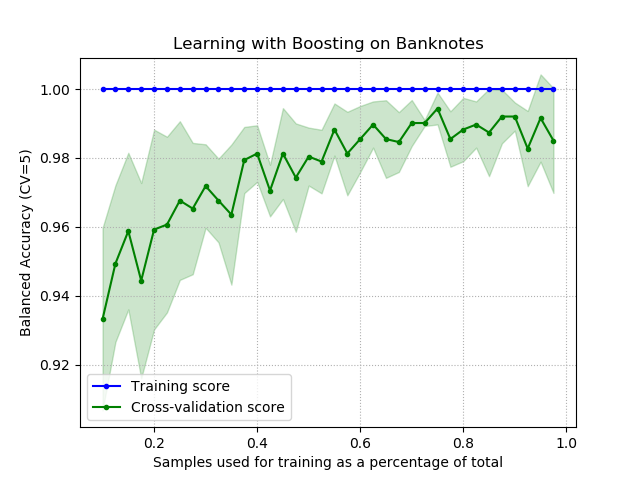 Learning with Boosting on Banknotes
Balanced Accuracy (CV=5)
1.00
0.98
0.96
0.94
0.92
Training score
Cross-validation score
0.2 0.4 0.6 0.8 1.0
Samples used for training as a percentage of total